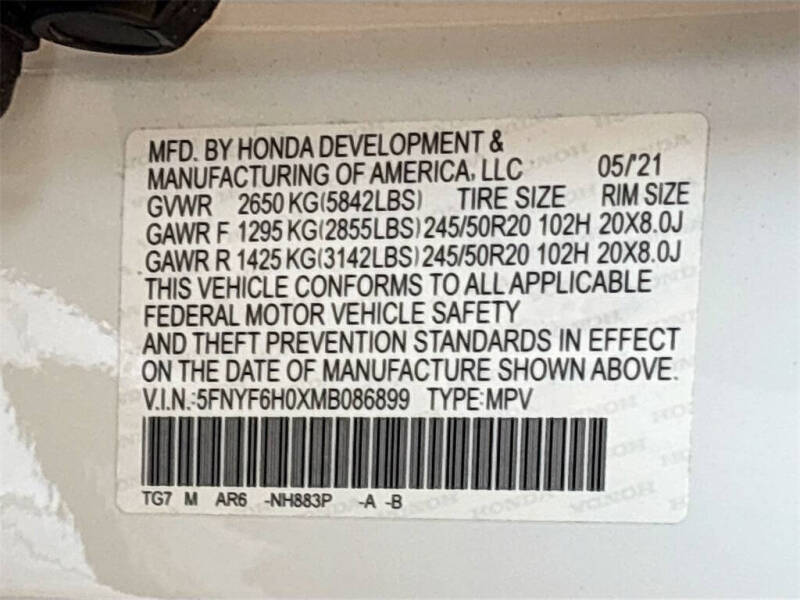 MFD. BY HONDA DEVELOPMENT &
MANUFACTURING OF AMERICA, LLC 05/'21
GVWR 2650 KG(5842LBS) TIRE SIZE RIM SIZE
GAWR F 1295 KG(2855LBS) 245/50R20 102H 20X8.0J
GAWR R 1425 KG(3142LBS) 245/50R20 102H 20X8.0J
THIS VEHICLE CONFORMS TO ALL APPLICABLE
FEDERAL MOTOR VEHICLE SAFETY
AND THEFT PREVENTION STANDARDS IN EFFECT
ON THE DATE OF MANUFACTURE SHOWN ABOVE.
V.I.N.:5FNYF6H0XMB086899 TYPE:MPV
TG7 M AR6 -NH883P -A -B